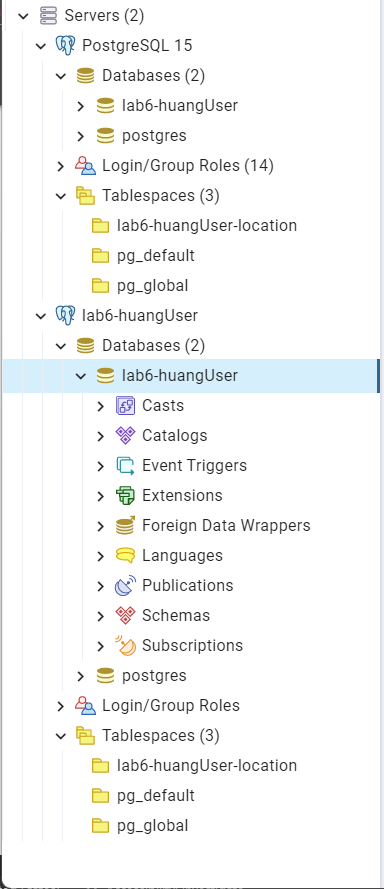 Servers (2)
PostgreSQL 15
Databases (2)
lab6-huangUser
postgres
Login/Group Roles (14)
Tablespaces (3)
lab6-huangUser-location
pg_default
pg_global
lab6-huangUser
Databases (2)
lab6-huangUser
Casts
Catalogs
Event Triggers
Extensions
Foreign Data Wrappers
Languages
Publications
Schemas
Subscriptions
postgres
Login/Group Roles
Tablespaces (3)
lab6-huangUser-location
pg_default
pg_global